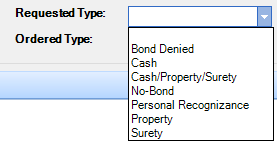 Requested Type:
Ordered Type:
Bond Denied
Cash
Cash/Property/Surety
No-Bond
Personal Recognizance
Property
Surety